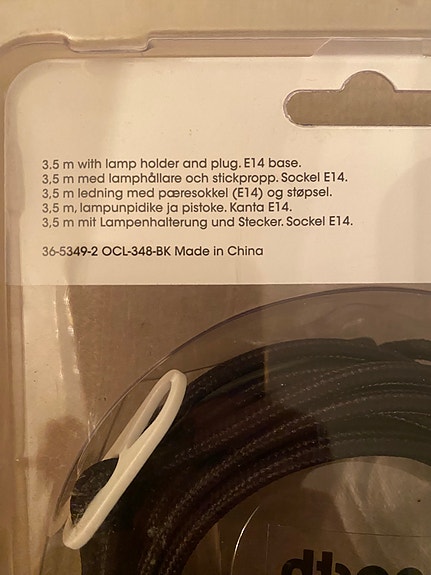 3.5 m with lamp holder and plug. E14 base.
3,5 m med lamphållare och stickpropp. Sockel E14.
3,5 m ledning med pæresokkel (E14) og støpsel.
3,5 m, lampunpidike ja pistoke. Kanta E14.
3,5 m mit Lampenhalterung und Stecker. Sockel E14.
36-5349-2 OCL-348-BK Made in China